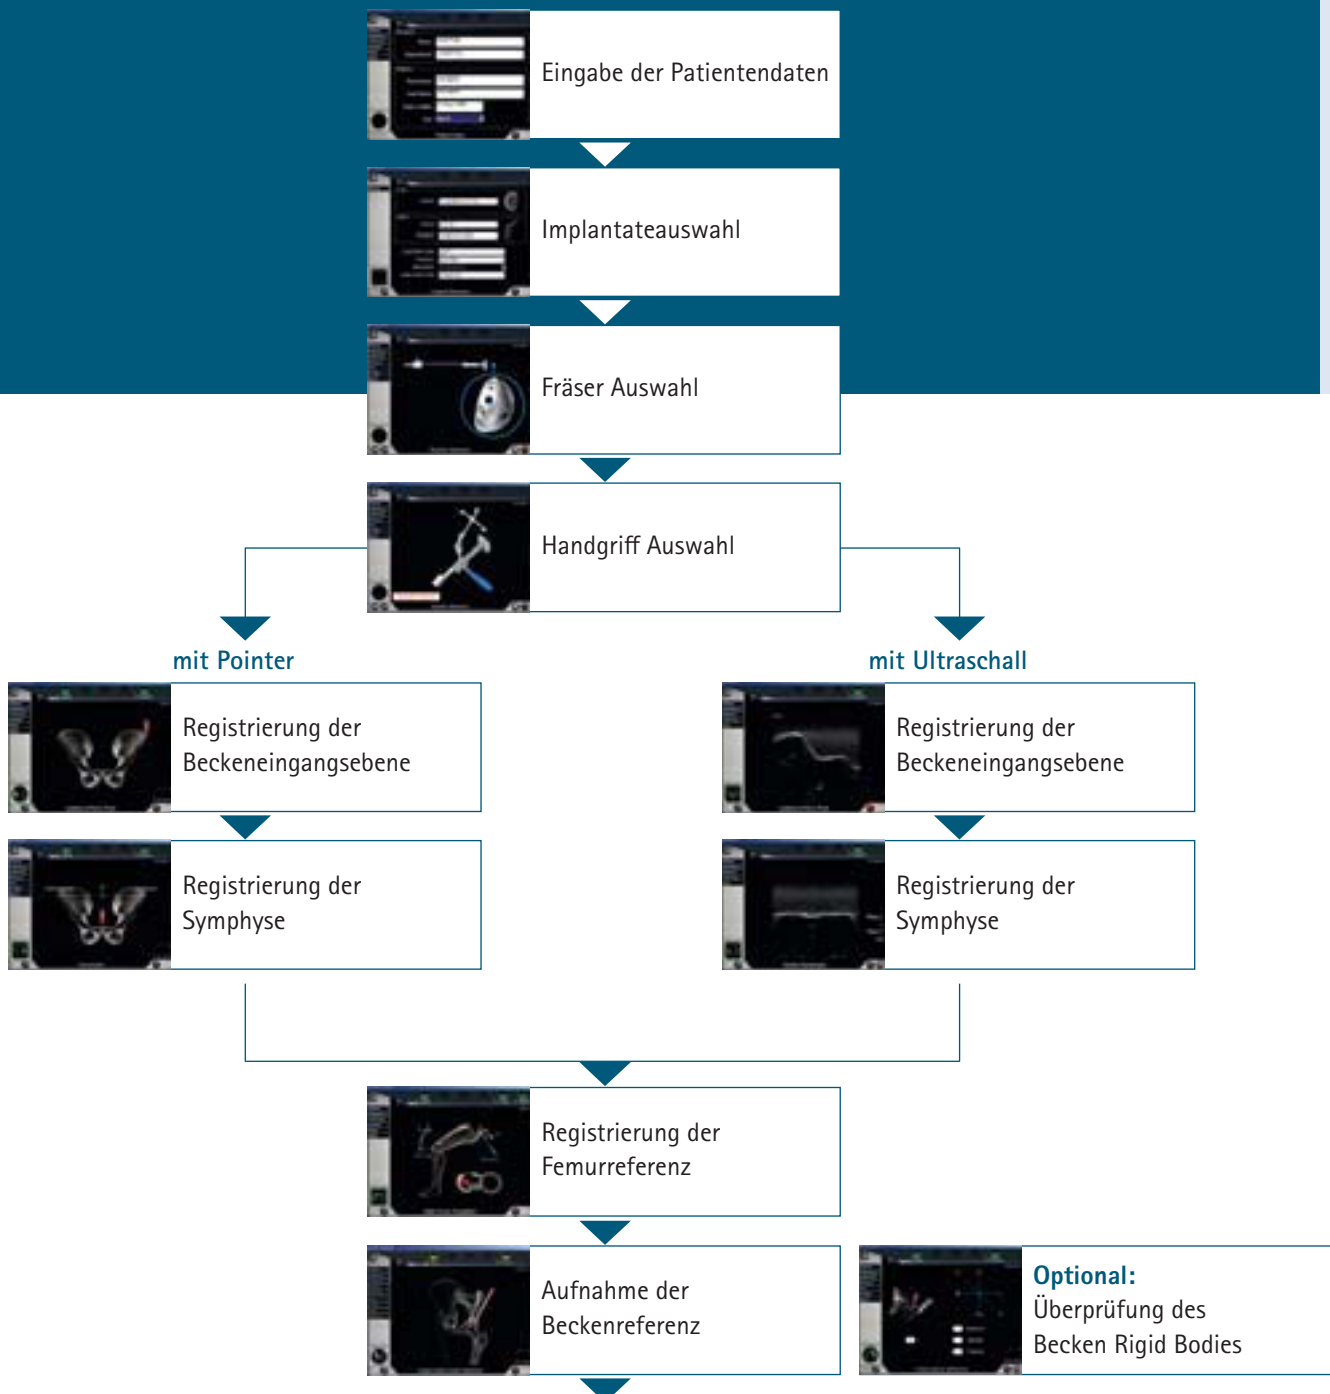 Eingabe der Patientendaten
Implantateauswahl
Fräser Auswahl
Handgriff Auswahl
mit Pointer
Registrierung der
Beckeneingangsebene
Registrierung der
Symphyse
mit Ultraschall
Registrierung der
Beckeneingangsebene
Registrierung der
Symphyse
Registrierung der
Femurreferenz
Aufnahme der
Beckenreferenz
Optional:
Überprüfung des
Becken Rigid Bodies